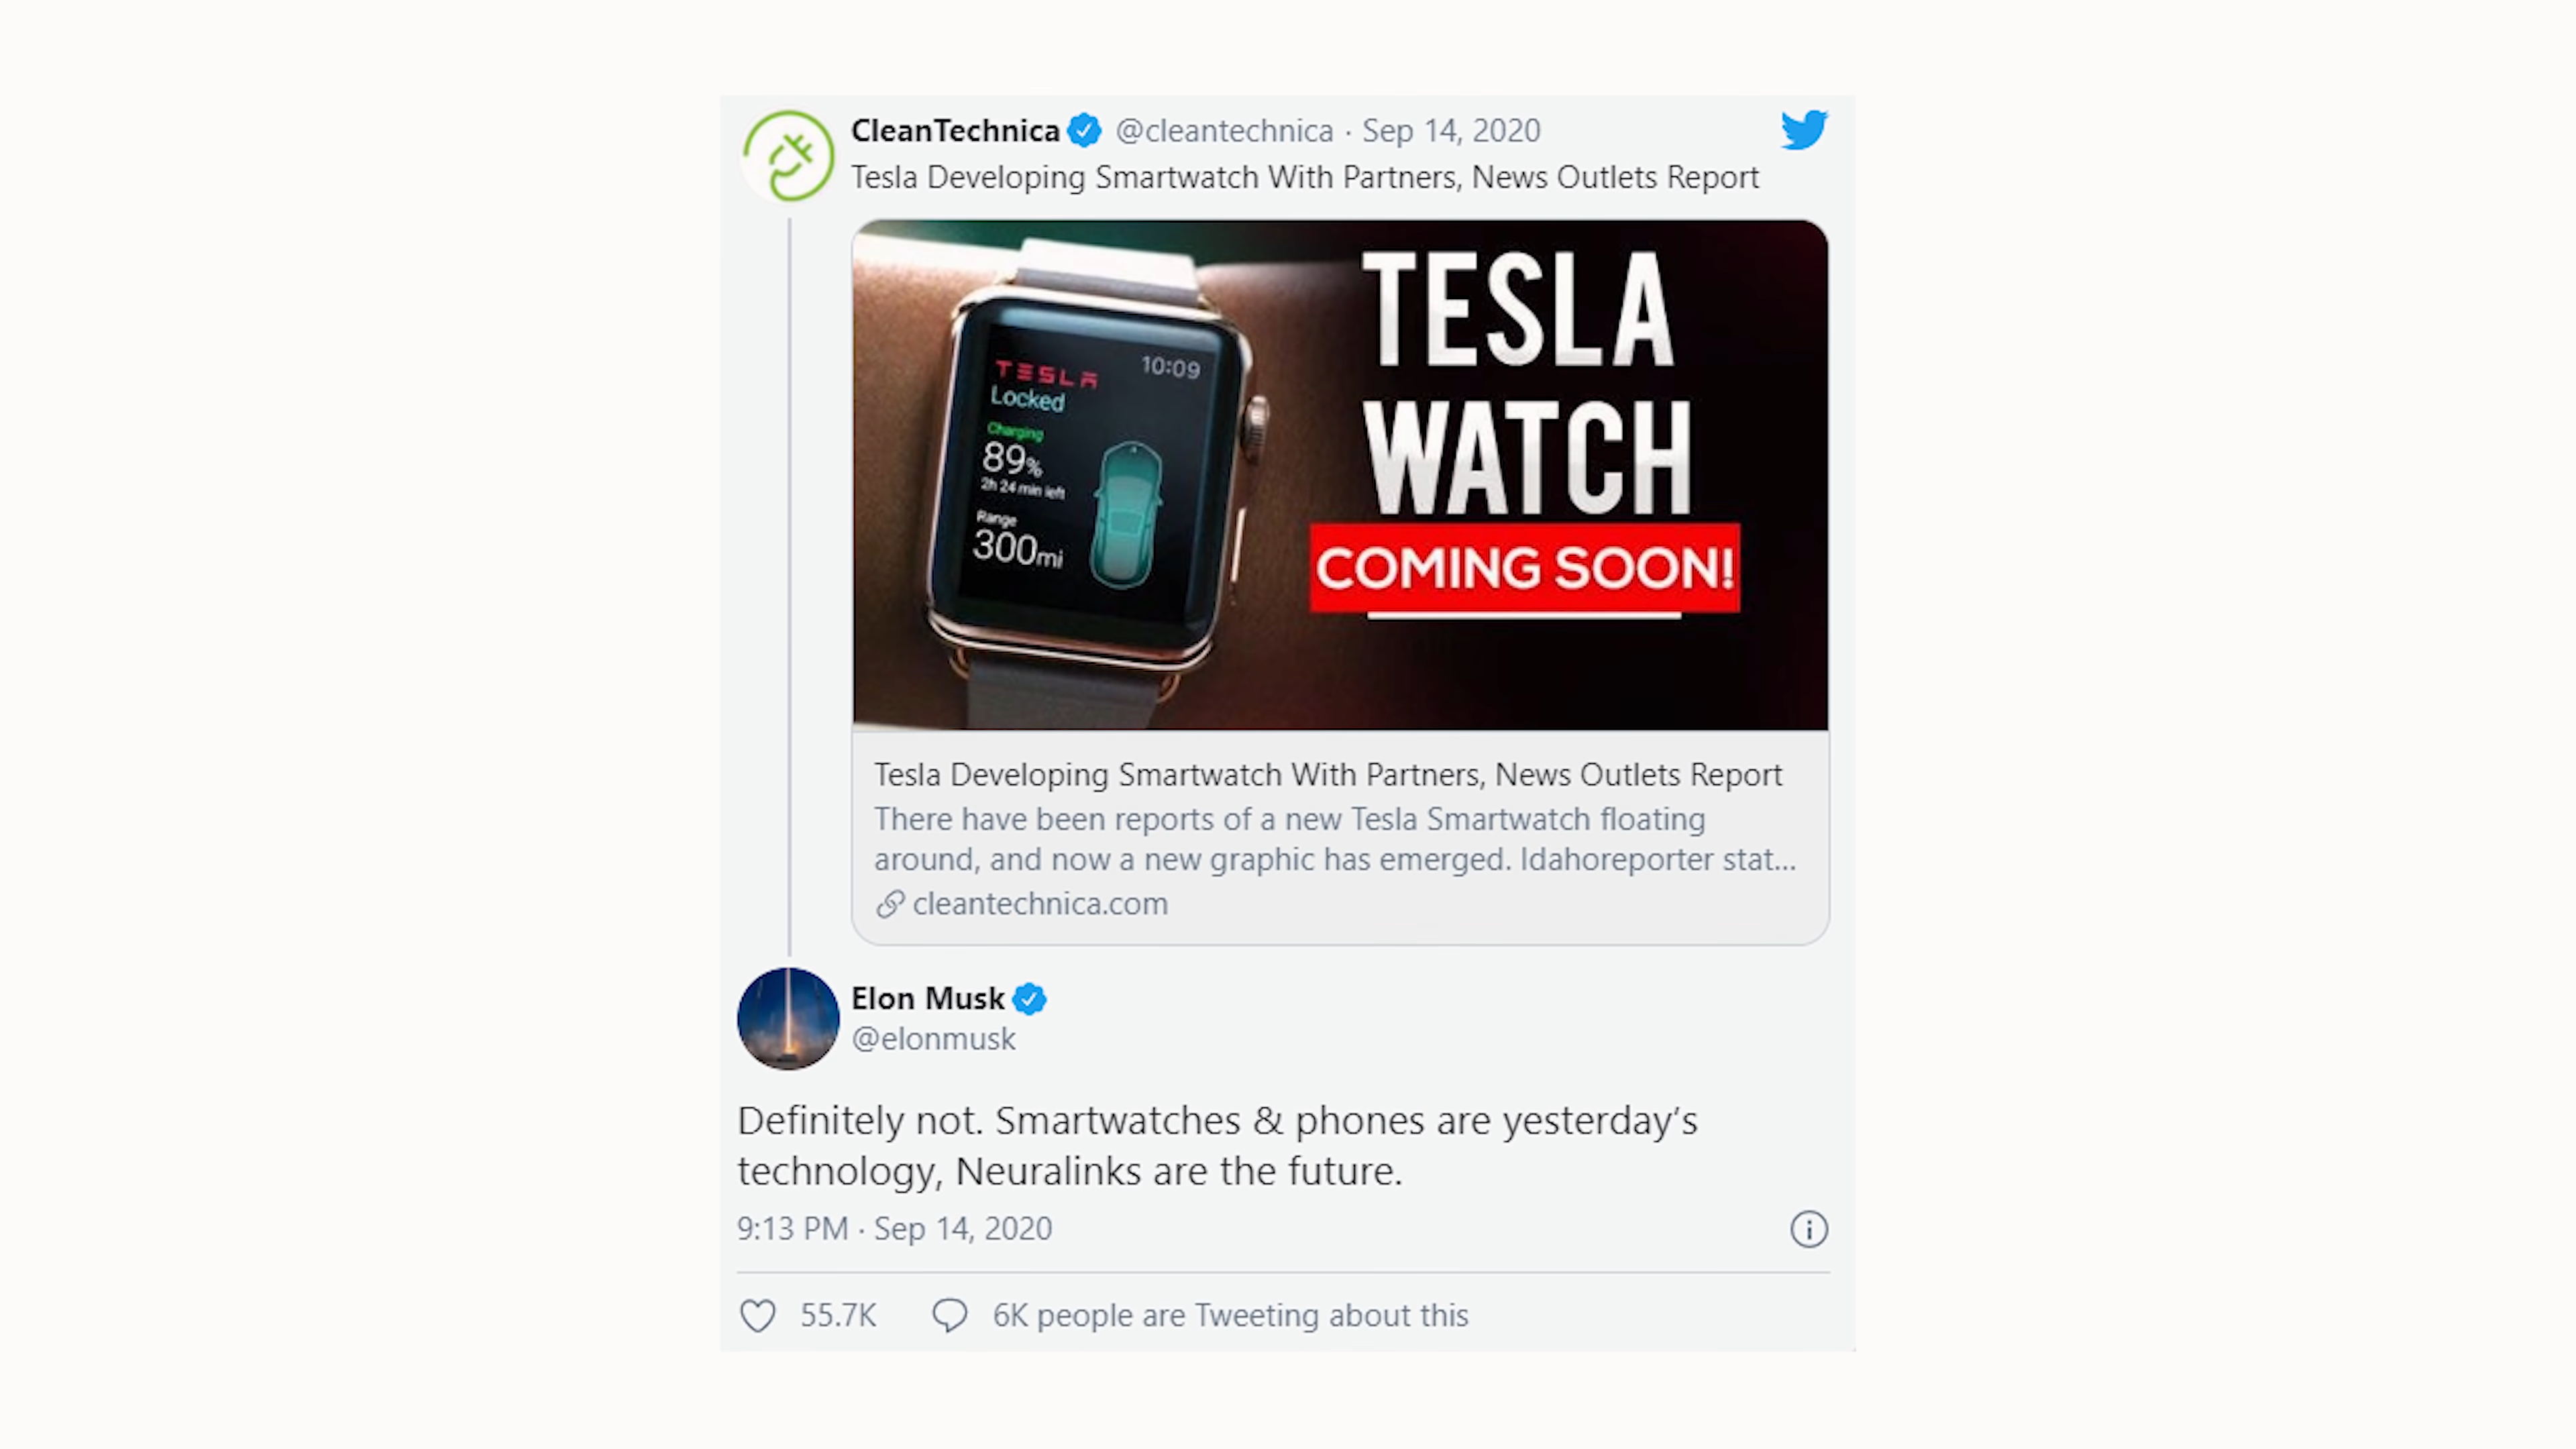 CleanTechnica @cleantechnica · Sep 14, 2020
Tesla Developing Smartwatch With Partners, News Outlets Report
TESLA
10:09
Locked
Charging
89%
2h 24 min left
Range
300mi
TESLA
WATCH
COMING SOON!
Tesla Developing Smartwatch With Partners, News Outlets Report
There have been reports of a new Tesla Smartwatch floating
around, and now a new graphic has emerged. Idahoreporter stat...
cleantechnica.com
Elon Musk
@elonmusk
Definitely not. Smartwatches & phones are yesterday’s
technology, Neuralinks are the future.
9:13 PM · Sep 14, 2020
55.7K 6K people are Tweeting about this